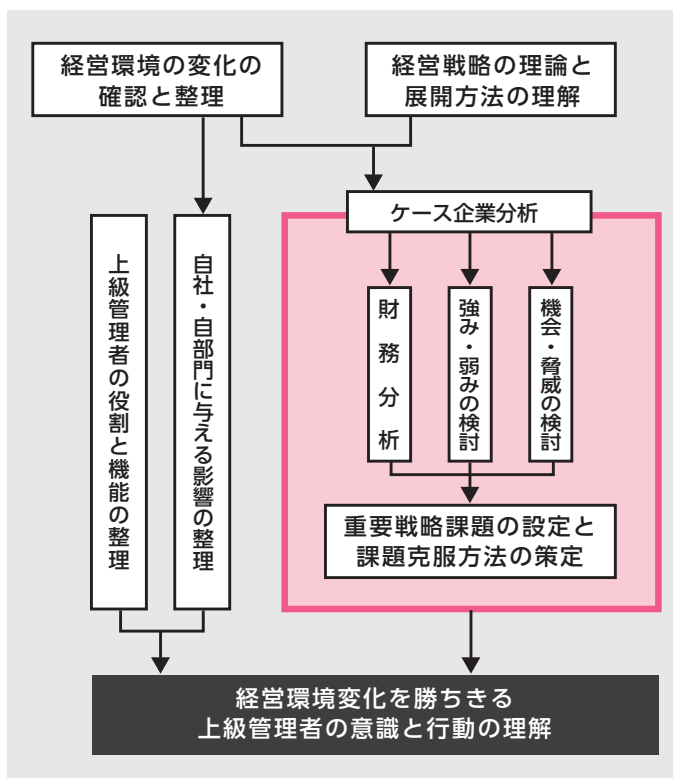 経営環境の変化の
確認と整理
経営戦略の理論と
展開方法の理解
ケース企業分析
上級管理者の役割と機能の整理
自社・自部門に与える影響の整理
財務分析
強み・弱みの検討
機会・脅威の検討
重要戦略課題の設定と
課題克服方法の策定
経営環境変化を勝ちきる
上級管理者の意識と行動の理解